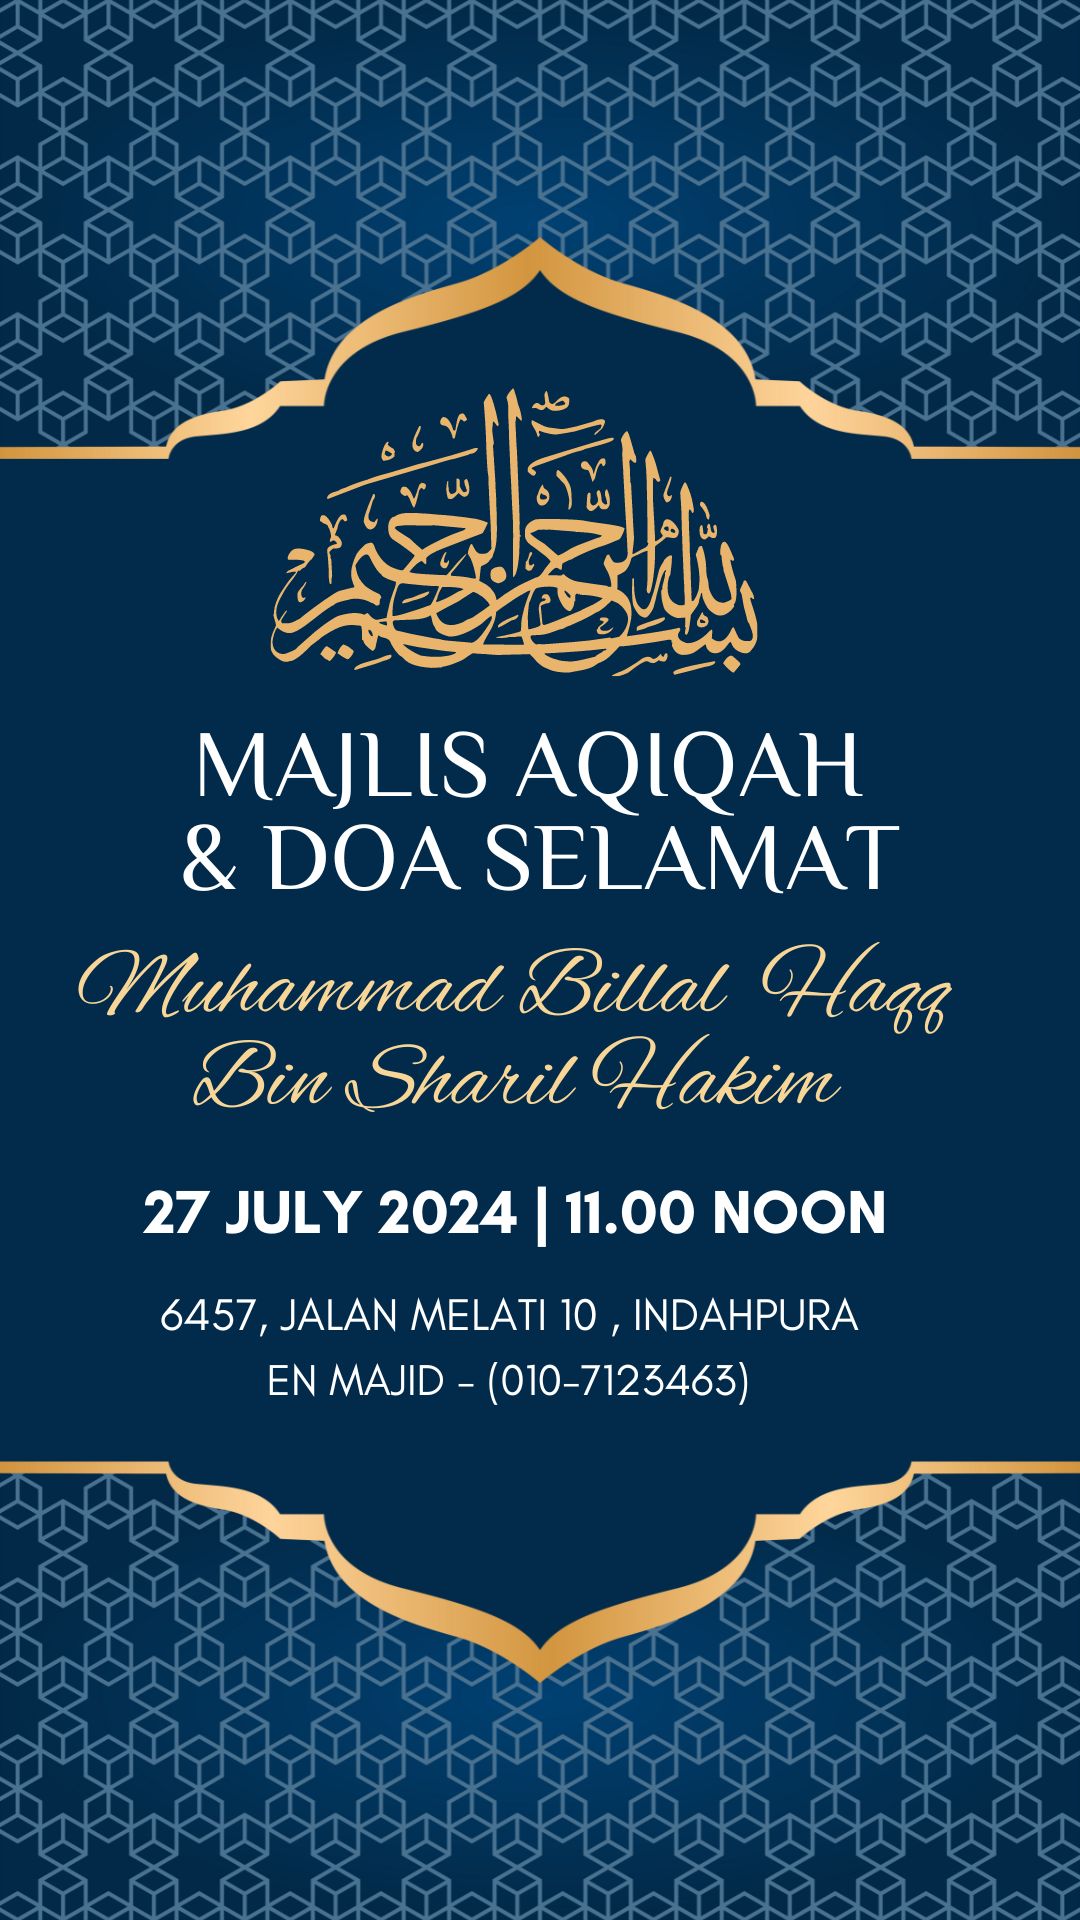 بسم الله الرحمن الرحيم
MAJLIS AQIQAH
& DOA SELAMAT
Muhammad Billal Haqq
Bin Sharil Hakim
27 JULY 2024 | 11.00 NOON
6457, JALAN MELATI 10 , INDAHPURA
EN MAJID - (010-7123463)